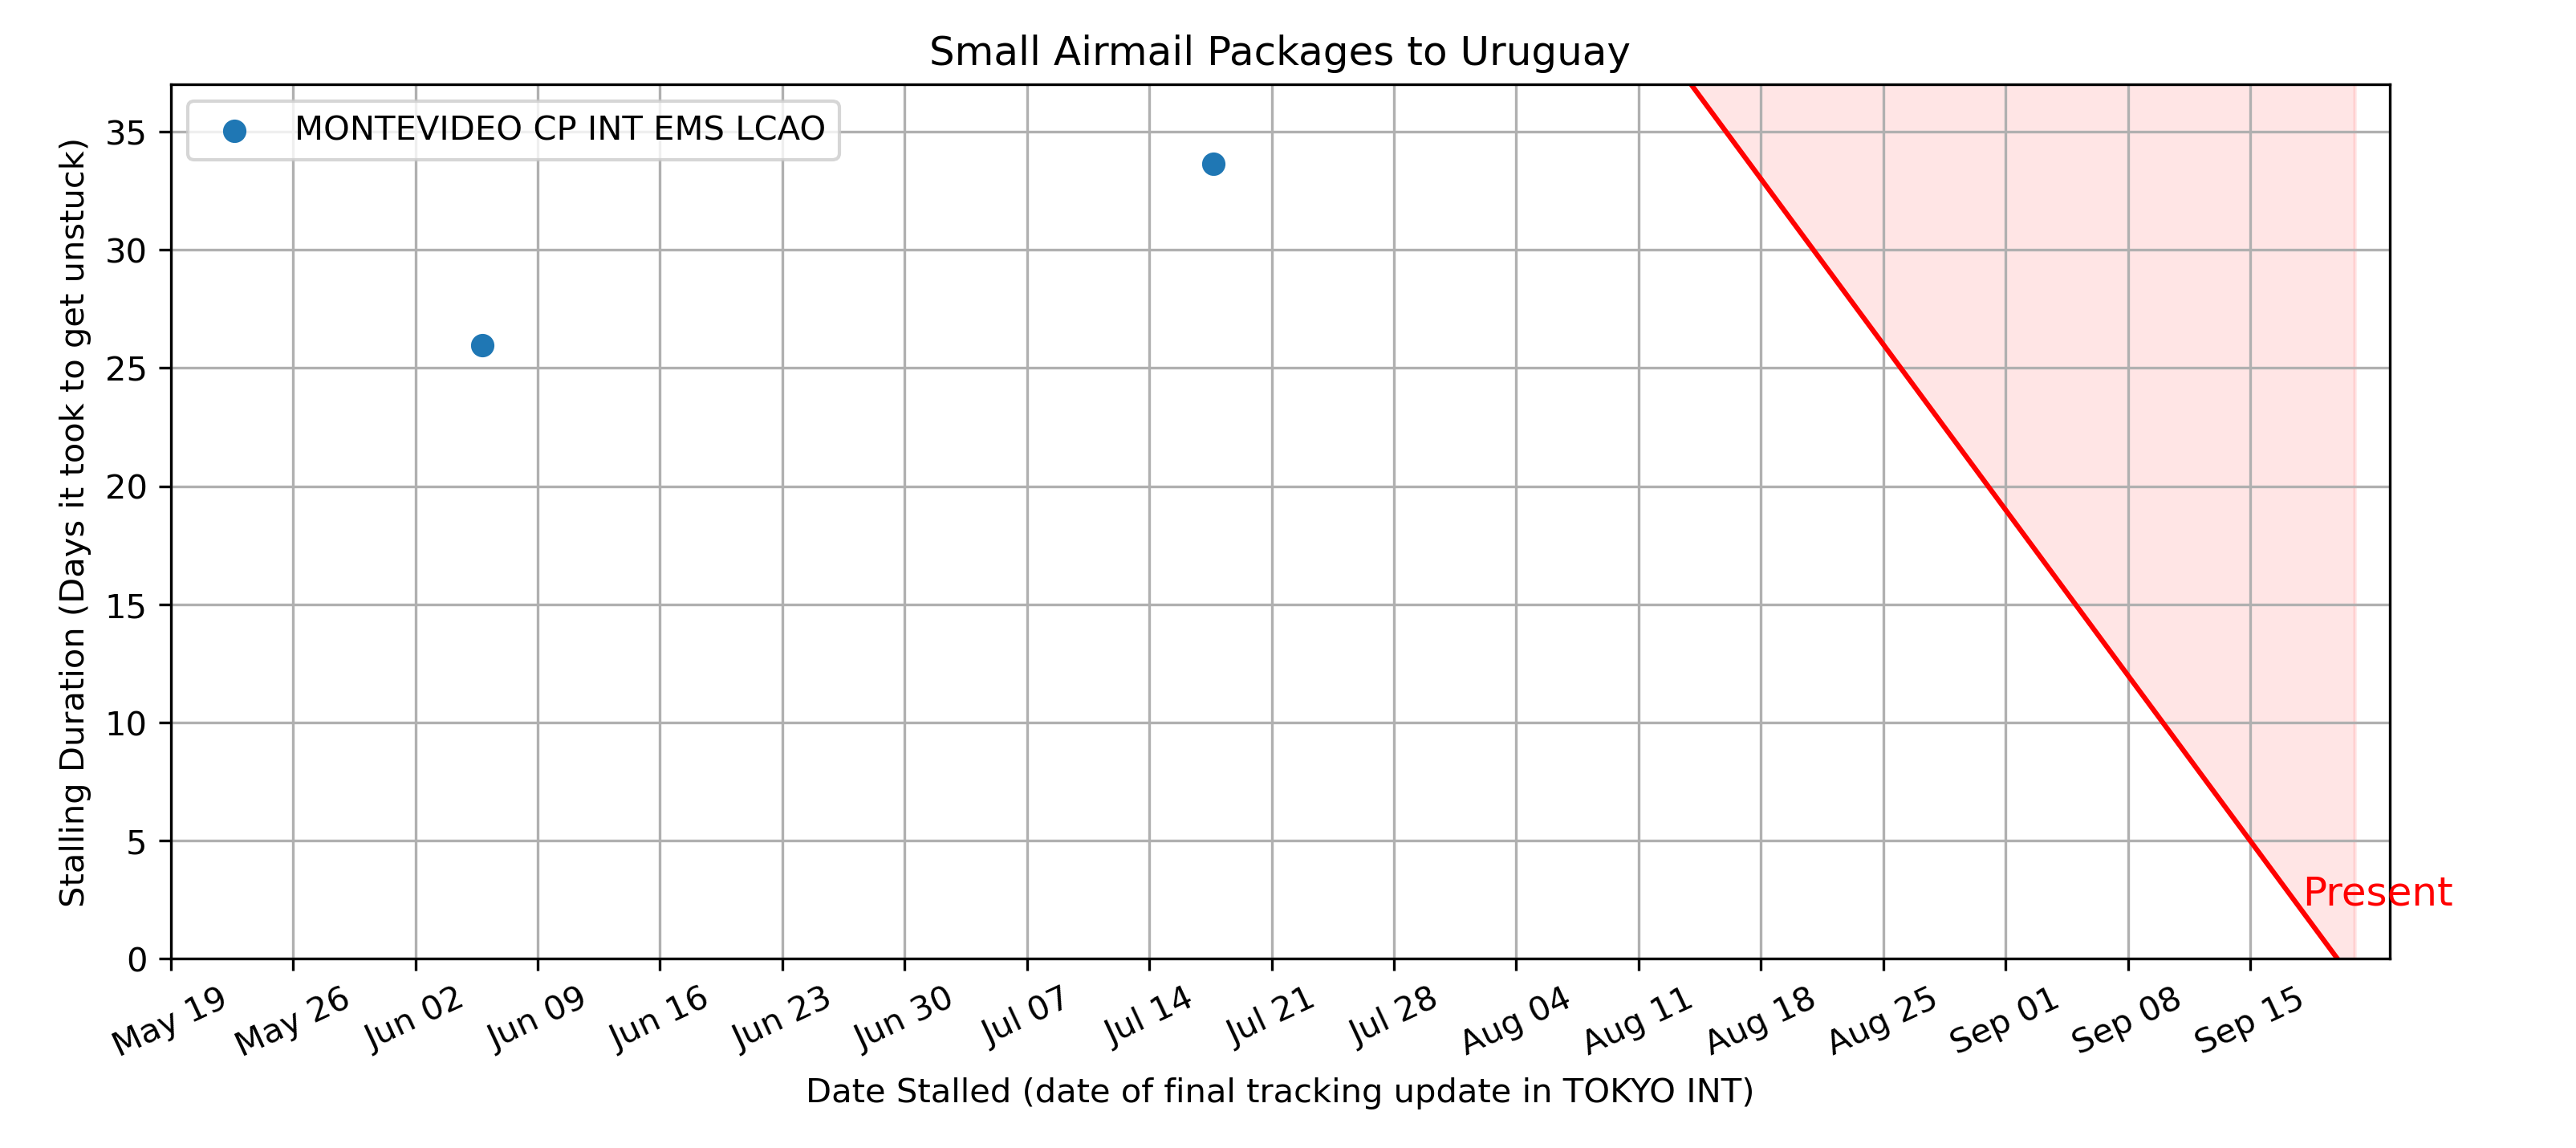 Small Airmail Packages to Uruguay
MONTEVIDEO CP INT EMS LCAO
Stalling Duration (Days it took to get unstuck)
35
30
25
20
15
10
5
0
Present
May 19
May 26
Jun 02
Jun 09
Jun 16
Jun 23
Jun 30
Jul 07
Jul 14
Jul 21
Jul 28
Aug 04
Aug 11
Aug 18
Aug 25
Sep 01
Sep 08
Sep 15
Date Stalled (date of final tracking update in TOKYO INT)